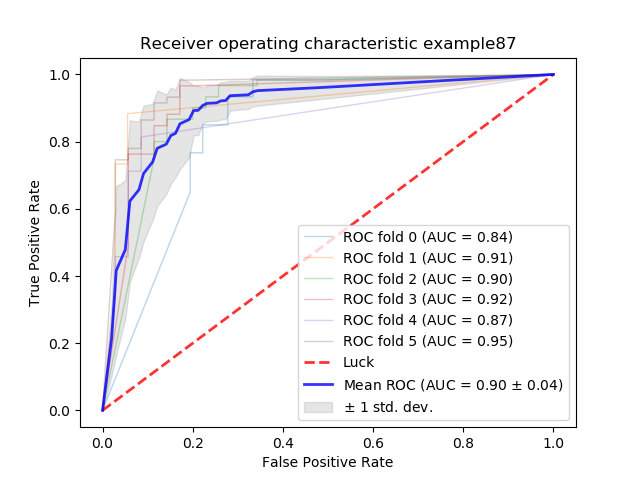 Receiver operating characteristic example87
1.0
0.8
0.6
0.4
0.2
0.0
True Positive Rate
ROC fold 0 (AUC = 0.84)
ROC fold 1 (AUC = 0.91)
ROC fold 2 (AUC = 0.90)
ROC fold 3 (AUC = 0.92)
ROC fold 4 (AUC = 0.87)
ROC fold 5 (AUC = 0.95)
Luck
Mean ROC (AUC = 0.90 ± 0.04)
± 1 std. dev.
0.0 0.2 0.4 0.6 0.8 1.0
False Positive Rate